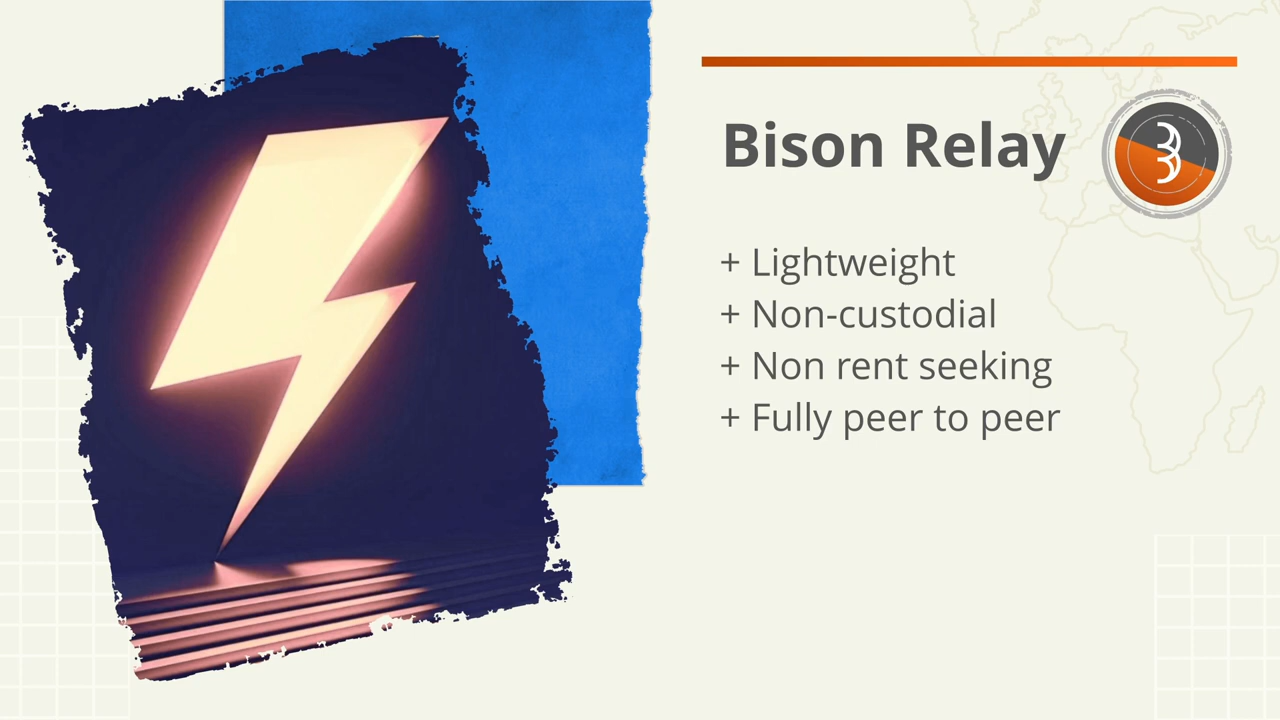 Bison Relay
+ Lightweight
+ Non-custodial
+ Non rent seeking
+ Fully peer to peer